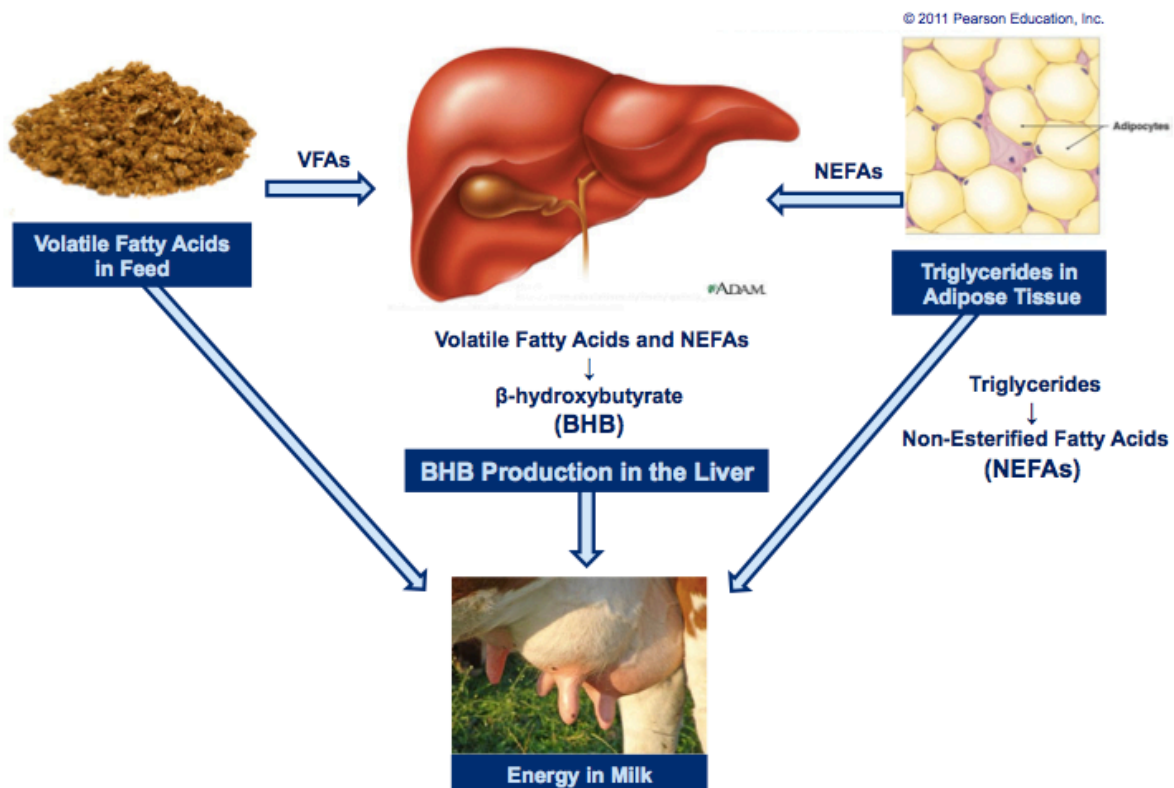 © 2011 Pearson Education, Inc.
Adipocytes
VFAs
NEFAs
Volatile Fatty Acids
in Feed
Triglycerides in
Adipose Tissue
ADAM.
Volatile Fatty Acids and NEFAs
↓
β-hydroxybutyrate
(BHB)
Triglycerides
↓
Non-Esterified Fatty Acids
(NEFAs)
BHB Production in the Liver
Energy in Milk